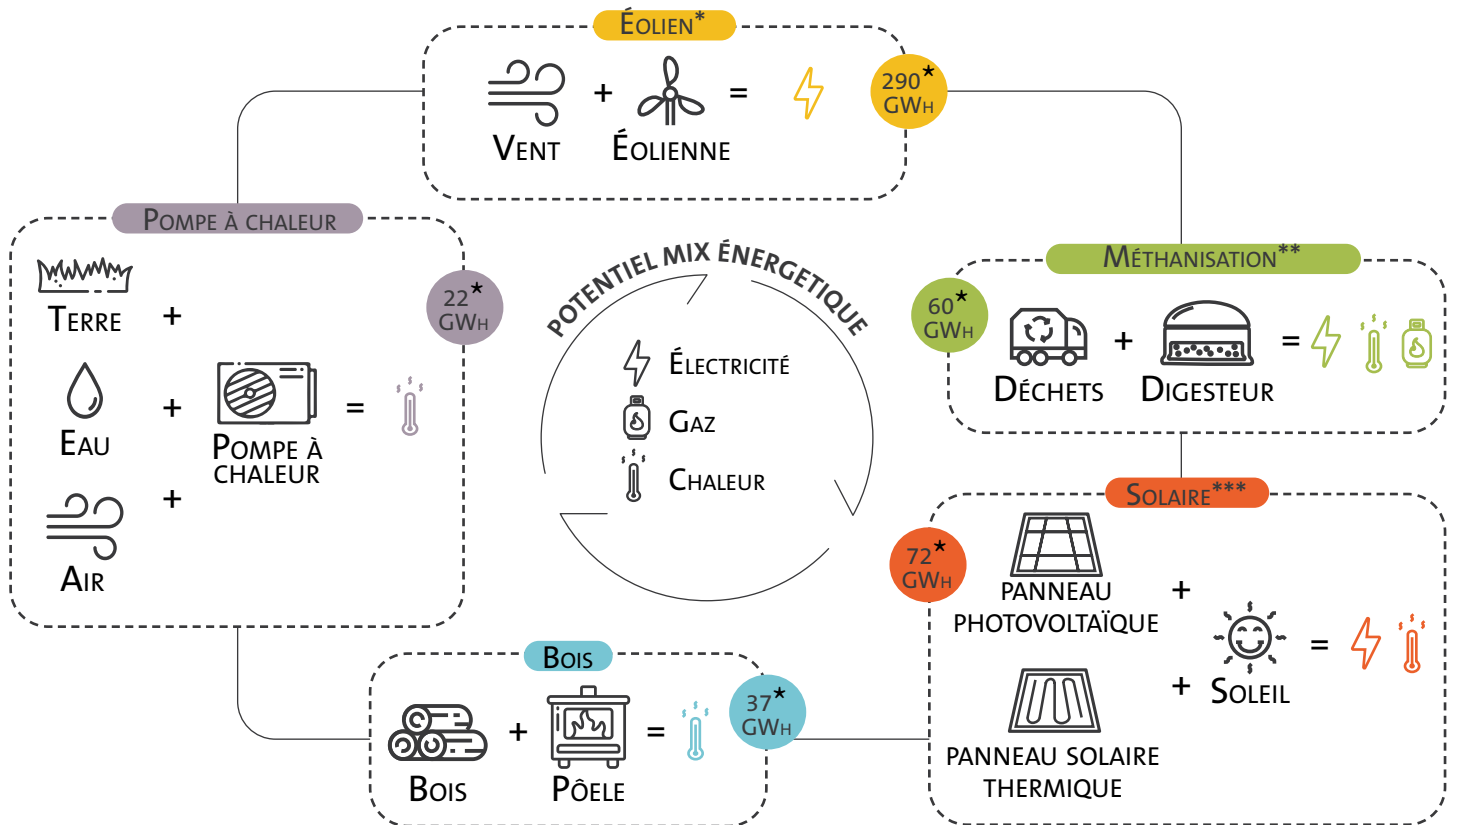 ÉOLIEN*
290*
GWH
+
=
VENT
ÉOLIENNE
POMPE À CHALEUR
22*
GWH
TERRE
+
EAU
+
POMPE À
CHALEUR
=
AIR
+
POTENTIEL MIX ÉNERGETIQUE
ÉLECTRICITÉ
GAZ
CHALEUR
MÉTHANISATION**
60*
GWH
+
=
DÉCHETS
DIGESTEUR
SOLAIRE***
72*
GWH
PANNEAU
PHOTOVOLTAÏQUE
+
+
SOLEIL
=
PANNEAU SOLAIRE
THERMIQUE
BOIS
37*
GWH
+
=
BOIS
PÔELE